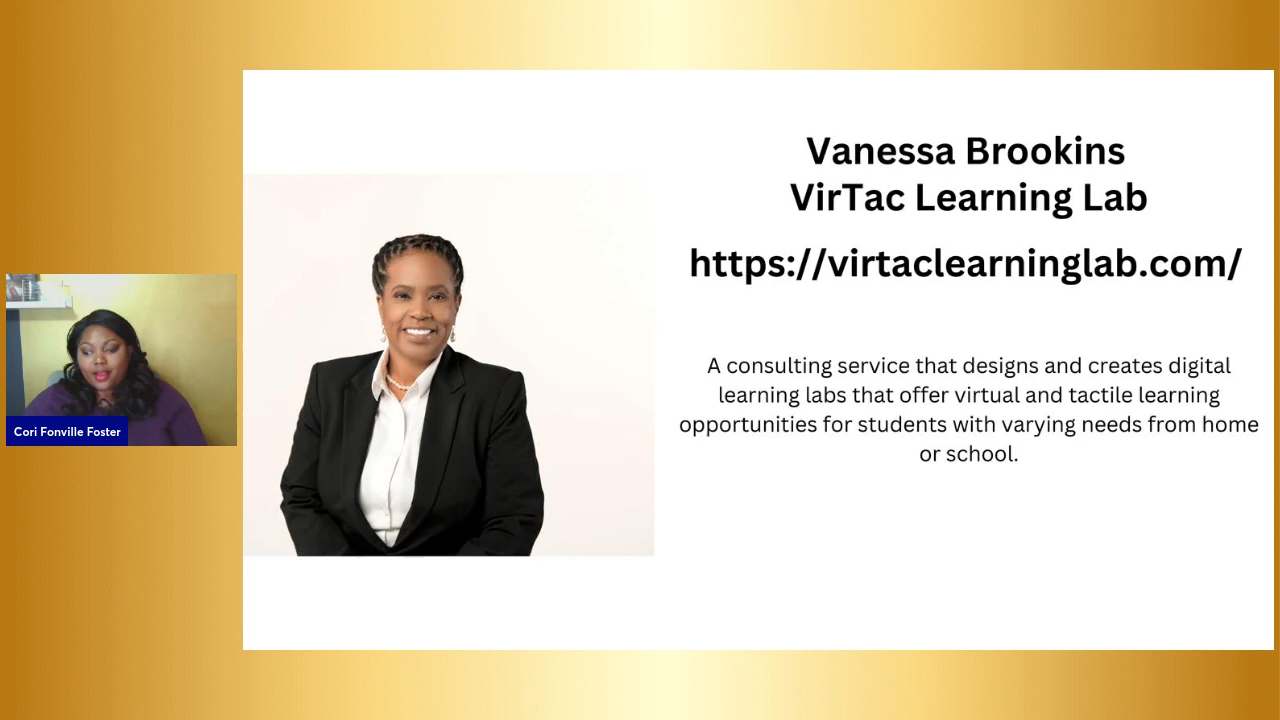 Vanessa Brookins
VirTac Learning Lab
https://virtaclearninglab.com/
A consulting service that designs and creates digital
learning labs that offer virtual and tactile learning
opportunities for students with varying needs from home
or school.
Cori Fonville Foster